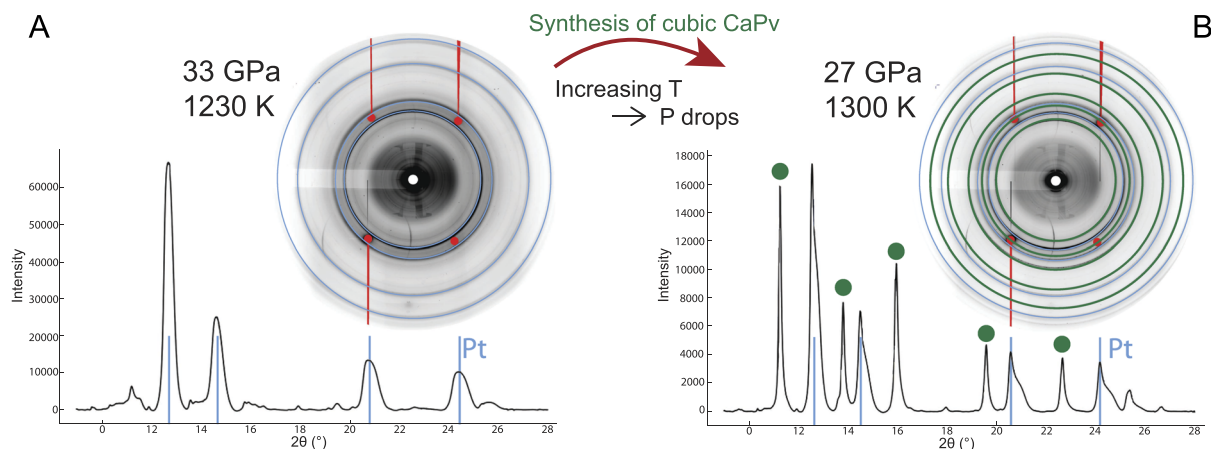 A
Synthesis of cubic CaPv
B
33 GPa
1230 K
Increasing T
→ P drops
27 GPa
1300 K
60000
50000
40000
30000
20000
10000
0
Intensity
Pt
0 12 14 16 18 20 22 24 26 28
2θ (°)
18000
16000
14000
12000
10000
8000
6000
4000
2000
0
Intensity
Pt
0 12 14 16 18 20 22 24 26 28
2θ (°)